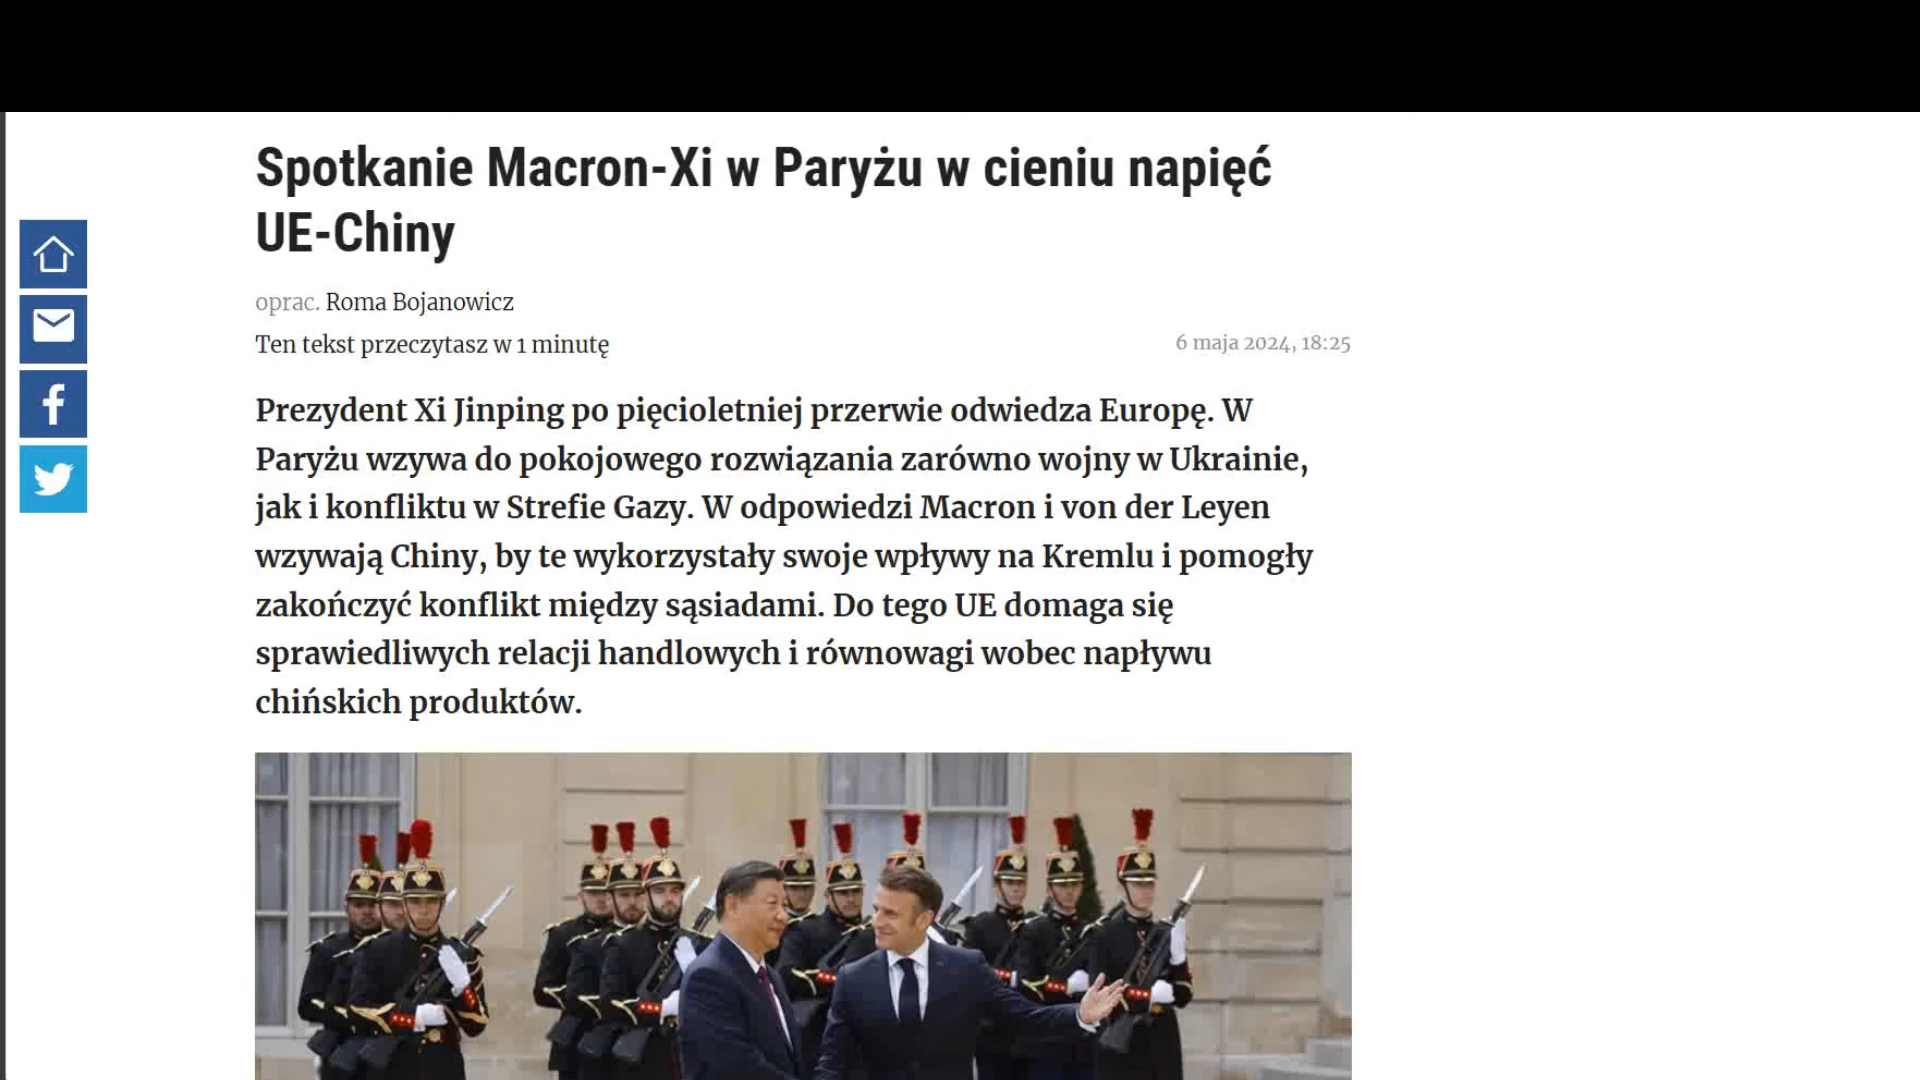 Spotkanie Macron-Xi w Paryżu w cieniu napięć
UE-Chiny
oprac. Roma Bojanowicz
Ten tekst przeczytasz w 1 minutę
6 maja 2024, 18:25
Prezydent Xi Jinping po pięcioletniej przerwie odwiedza Europę. W
Paryżu wzywa do pokojowego rozwiązania zarówno wojny w Ukrainie,
jak i konfliktu w Strefie Gazy. W odpowiedzi Macron i von der Leyen
wzywają Chiny, by te wykorzystały swoje wpływy na Kremlu i pomogły
zakończyć konflikt między sąsiadami. Do tego UE domaga się
sprawiedliwych relacji handlowych i równowagi wobec napływu
chińskich produktów.